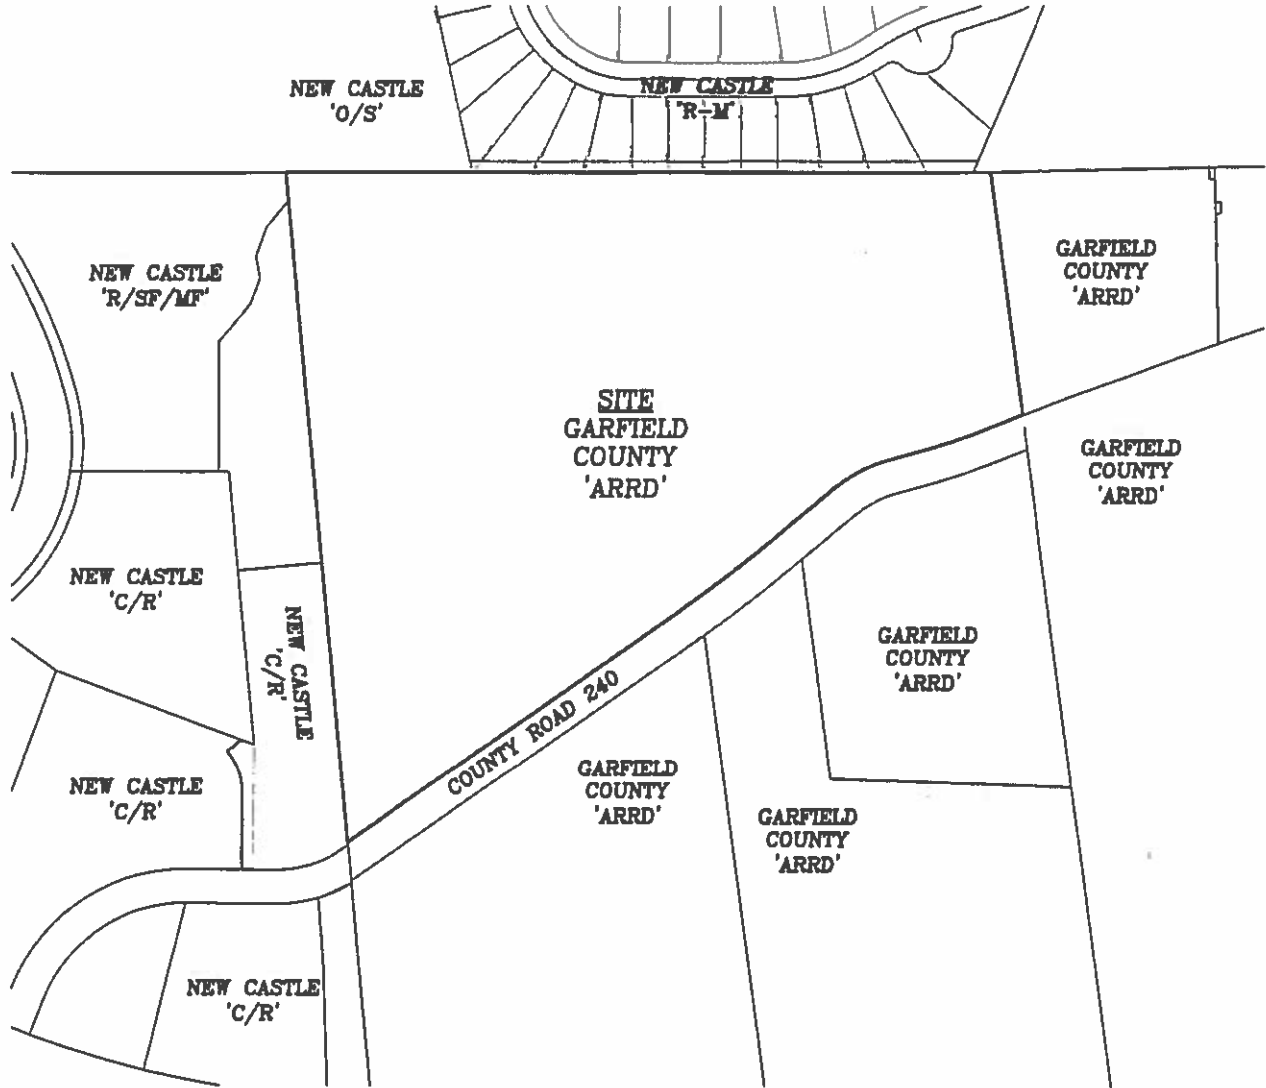 NEW CASTLE
'O/S'
NEW CASTLE
'R-M'
NEW CASTLE
'R/SF/MF'
GARFIELD
COUNTY
'ARRD'
SITE
GARFIELD
COUNTY
'ARRD'
GARFIELD
COUNTY
'ARRD'
NEW CASTLE
'C/R'
NEW CASTLE
'C/R'
GARFIELD
COUNTY
'ARRD'
COUNTY ROAD 240
NEW CASTLE
'C/R'
GARFIELD
COUNTY
'ARRD'
GARFIELD
COUNTY
'ARRD'
NEW CASTLE
'C/R'